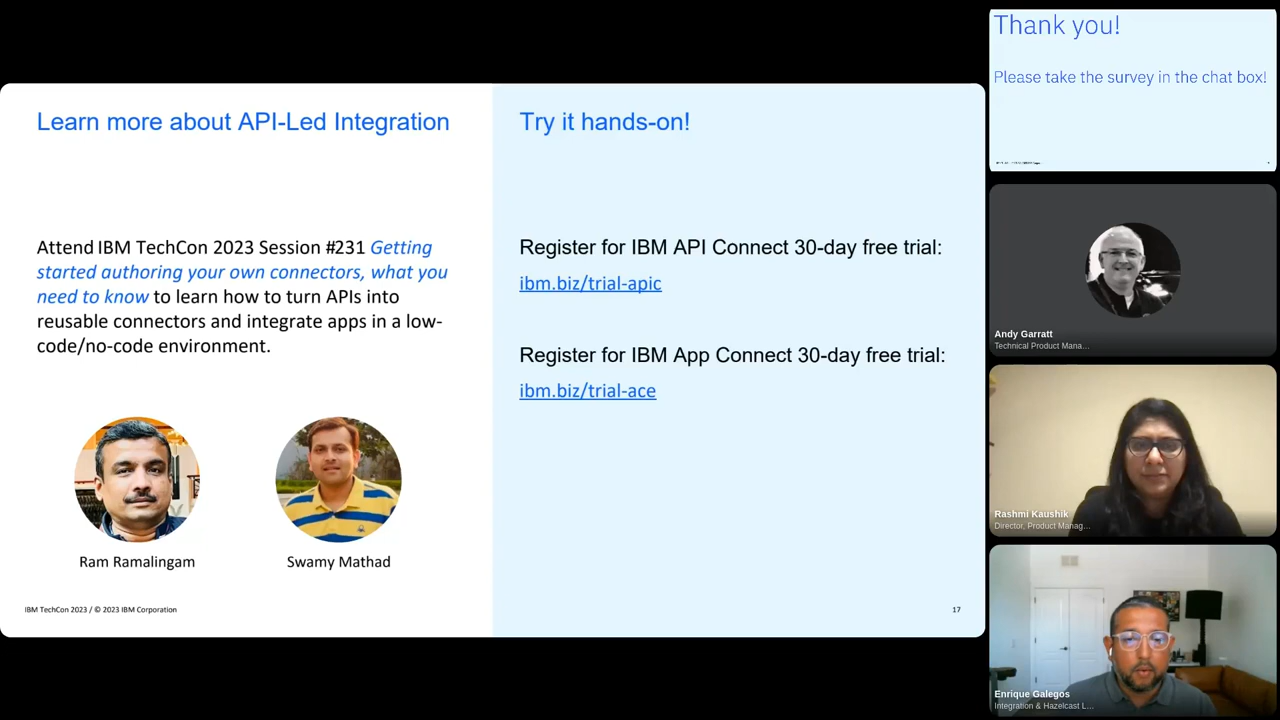 Learn more about API-Led Integration
Attend IBM TechCon 2023 Session #231 Getting
started authoring your own connectors, what you
need to know to learn how to turn APIs into
reusable connectors and integrate apps in a low-
code/no-code environment.
Ram Ramalingam
Swamy Mathad
IBM TechCon 2023 / © 2023 IBM Corporation
Try it hands-on!
Register for IBM API Connect 30-day free trial:
ibm.biz/trial-apic
Register for IBM App Connect 30-day free trial:
ibm.biz/trial-ace
17
Thank you!
Please take the survey in the chat box!
Andy Garratt
Technical Product Mana...
Rashmi Kaushik
Director, Product Manag...
Enrique Galegos
Integration & Hazelcast L...